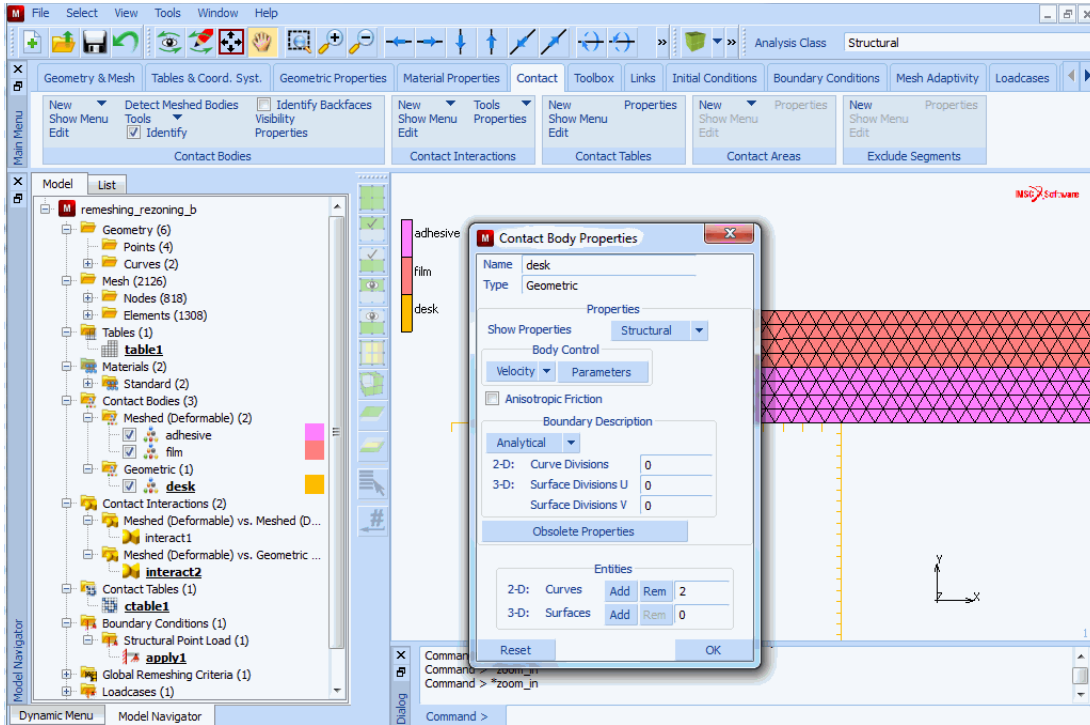 M File Select View Tools Window Help
» » Analysis Class Structural
Geometry & Mesh Tables & Coord. Syst. Geometric Properties Material Properties Contact Toolbox Links Initial Conditions Boundary Conditions Mesh Adaptivity Loadcases
Main Menu
New Detect Meshed Bodies Identify Backfaces
Show Menu Tools Visibility
Edit Identify Properties
Contact Bodies
New Tools
Show Menu Properties
Edit
Contact Interactions
New Properties
Show Menu
Edit
Contact Tables
New Properties
Show Menu
Edit
Contact Areas
New Properties
Show Menu
Edit
Exclude Segments
Model Navigator
Model List
M remeshing_rezoning_b
Geometry (6)
Points (4)
Curves (2)
Mesh (2126)
Nodes (818)
Elements (1308)
Tables (1)
table1
Materials (2)
Standard (2)
Contact Bodies (3)
Meshed (Deformable) (2)
adhesive
film
Geometric (1)
desk
Contact Interactions (2)
Meshed (Deformable) vs. Meshed (D...
interact1
Meshed (Deformable) vs. Geometric ...
interact2
Contact Tables (1)
ctable1
Boundary Conditions (1)
Structural Point Load (1)
apply1
Global Remeshing Criteria (1)
Loadcases (1)
Dynamic Menu Model Navigator
adhesive
film
desk
MSC Software
M Contact Body Properties X
Name desk
Type Geometric
Properties
Show Properties Structural
Body Control
Velocity Parameters
Anisotropic Friction
Boundary Description
Analytical
2-D: Curve Divisions 0
3-D: Surface Divisions U 0
Surface Divisions V 0
Obsolete Properties
Entities
2-D: Curves Add Rem 2
3-D: Surfaces Add Rem 0
Reset OK
Y
Z X
1
Dialog
Command > *zoom_in
Command > *zoom_in
Command >